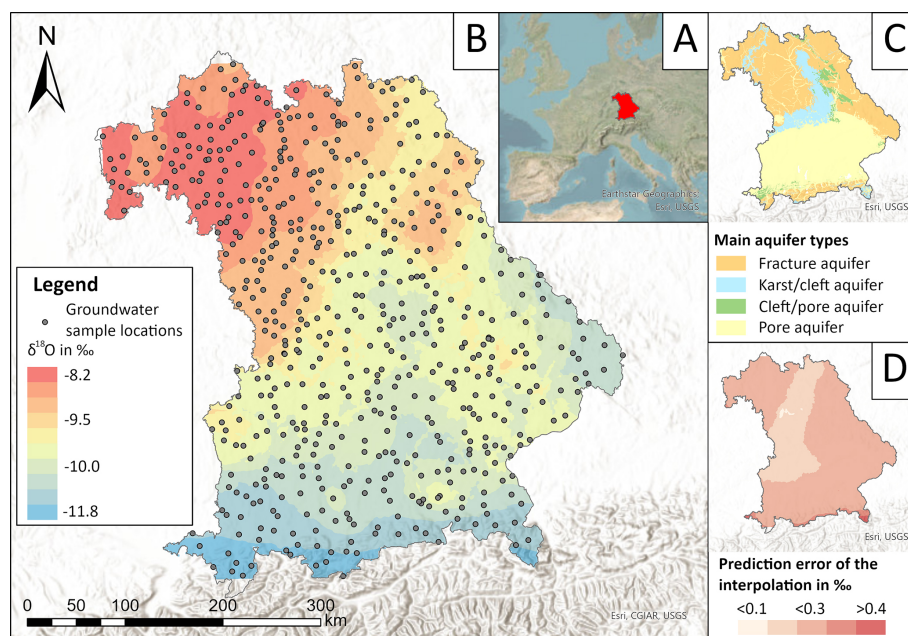 N
B
A
Earthstar Geographics,
Esri, USGS
C
Esri, USGS
Main aquifer types
Fracture aquifer
Karst/cleft aquifer
Cleft/pore aquifer
Pore aquifer
Legend
Groundwater
sample locations
δ¹⁸O in ‰
-8.2
-9.5
-10.0
-11.8
0 50 100 200 300
km
Esri, CGIAR, USGS
D
Esri, USGS
Prediction error of the
interpolation in ‰
<0.1 <0.3 >0.4